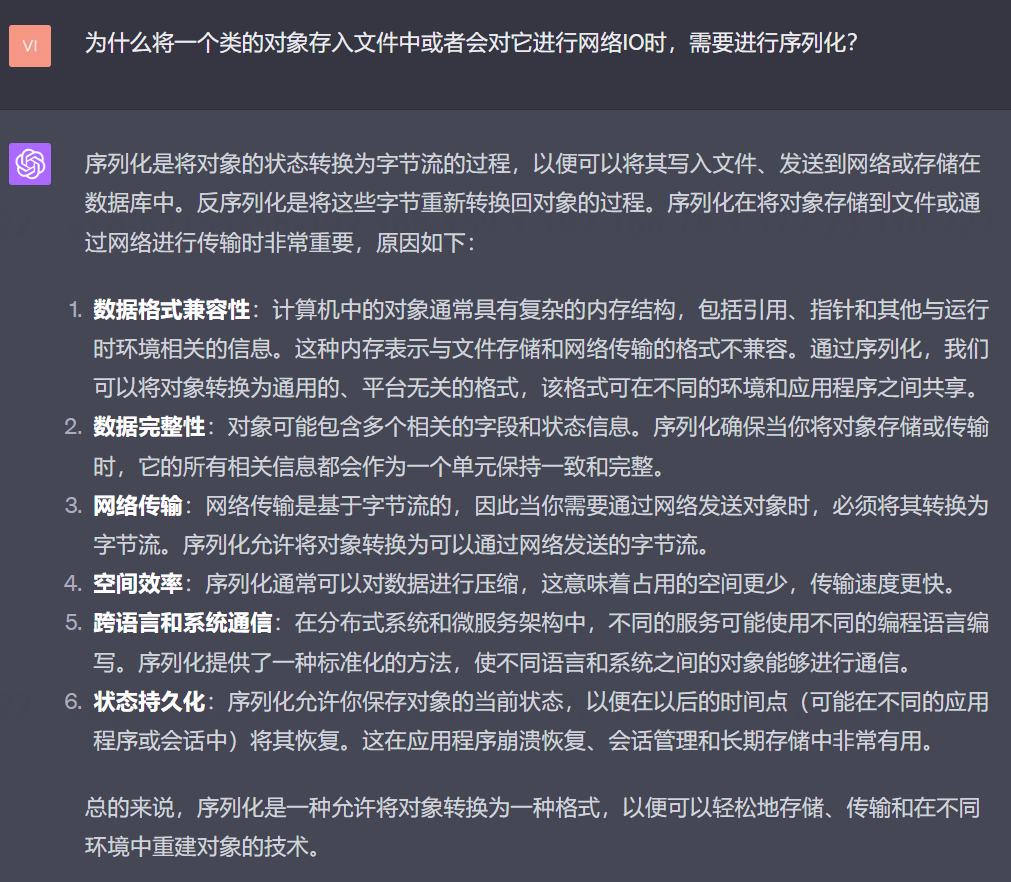 VI
为什么将一个类的对象存入文件中或者会对它进行网络IO时，需要进行序列化？
序列化是将对象的状态转换为字节流的过程，以便可以将其写入文件、发送到网络或存储在
数据库中。反序列化是将这些字节重新转换回对象的过程。序列化在将对象存储到文件或通
过网络进行传输时非常重要，原因如下：
1. 数据格式兼容性：计算机中的对象通常具有复杂的内存结构，包括引用、指针和其他与运行
时环境相关的信息。这种内存表示与文件存储和网络传输的格式不兼容。通过序列化，我们
可以将对象转换为通用的、平台无关的格式，该格式可在不同的环境和应用程序之间共享。
2. 数据完整性：对象可能包含多个相关的字段和状态信息。序列化确保当你将对象存储或传输
时，它的所有相关信息都会作为一个单元保持一致和完整。
3. 网络传输：网络传输是基于字节流的，因此当你需要通过网络发送对象时，必须将其转换为
字节流。序列化允许将对象转换为可以通过网络发送的字节流。
4. 空间效率：序列化通常可以对数据进行压缩，这意味着占用的空间更少，传输速度更快。
5. 跨语言和系统通信：在分布式系统和微服务架构中，不同的服务可能使用不同的编程语言编
写。序列化提供了一种标准化的方法，使不同语言和系统之间的对象能够进行通信。
6. 状态持久化：序列化允许你保存对象的当前状态，以便在以后的时间点（可能在不同的应用
程序或会话中）将其恢复。这在应用程序崩溃恢复、会话管理和长期存储中非常有用。
总的来说，序列化是一种允许将对象转换为一种格式，以便可以轻松地存储、传输和在不同
环境中重建对象的技术。